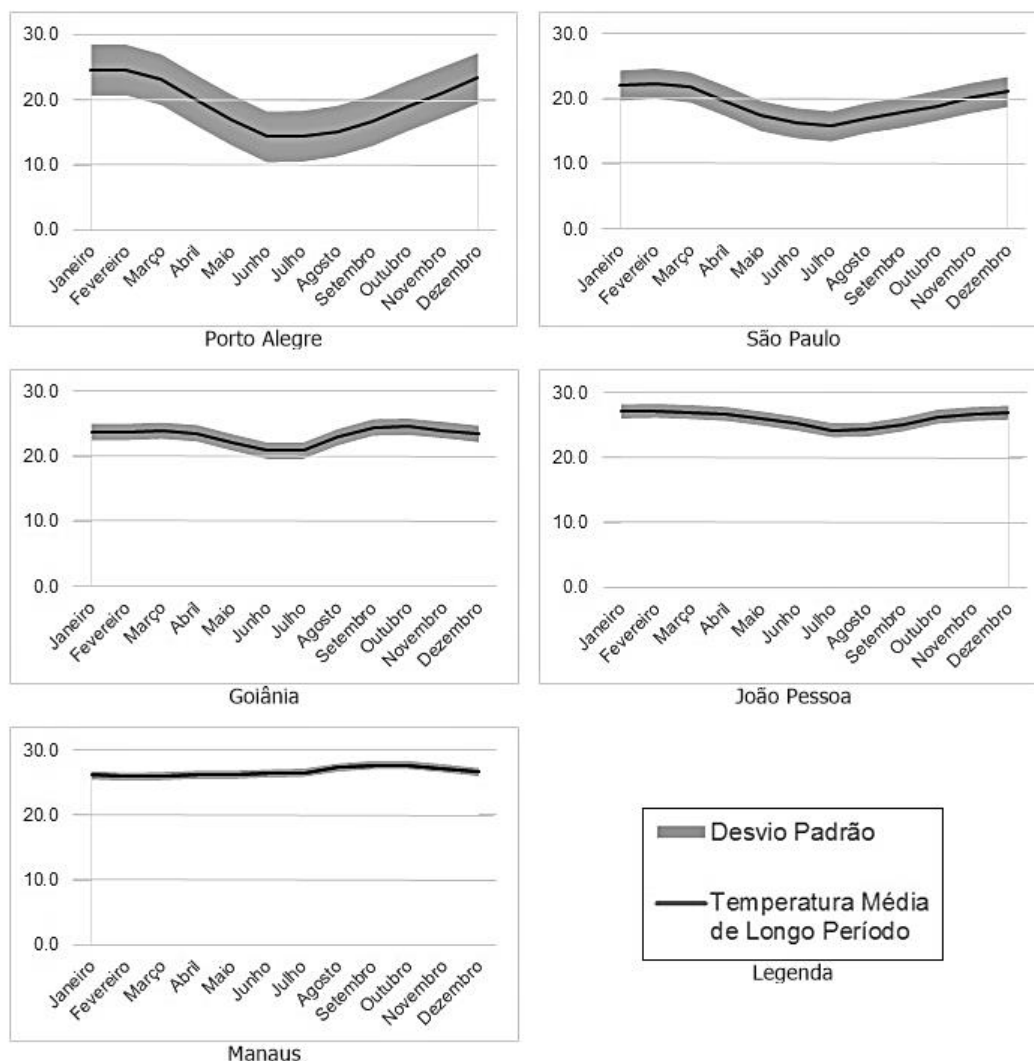 30.0
20.0
10.0
0.0
Janeiro
Fevereiro
Março
Abril
Maio
Junho
Julho
Agosto
Setembro
Outubro
Novembro
Dezembro
Porto Alegre
30.0
20.0
10.0
0.0
Janeiro
Fevereiro
Março
Abril
Maio
Junho
Julho
Agosto
Setembro
Outubro
Novembro
Dezembro
São Paulo
30.0
20.0
10.0
0.0
Janeiro
Fevereiro
Março
Abril
Maio
Junho
Julho
Agosto
Setembro
Outubro
Novembro
Dezembro
Goiânia
30.0
20.0
10.0
0.0
Janeiro
Fevereiro
Março
Abril
Maio
Junho
Julho
Agosto
Setembro
Outubro
Novembro
Dezembro
João Pessoa
30.0
20.0
10.0
0.0
Janeiro
Fevereiro
Março
Abril
Maio
Junho
Julho
Agosto
Setembro
Outubro
Novembro
Dezembro
Manaus
Desvio Padrão
Temperatura Média
de Longo Período
Legenda